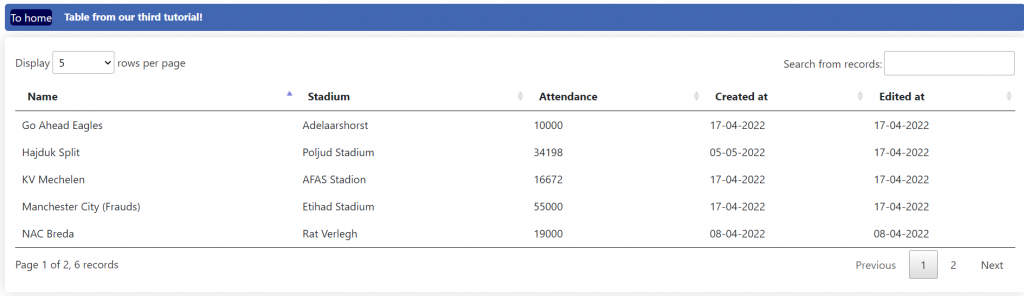 To home Table from our third tutorial!
Display 5 rows per page Search from records:
Name Stadium Attendance Created at Edited at
Go Ahead Eagles Adelaarshorst 10000 17-04-2022 17-04-2022
Hajduk Split Poljud Stadium 34198 05-05-2022 17-04-2022
KV Mechelen AFAS Stadion 16672 17-04-2022 17-04-2022
Manchester City (Frauds) Etihad Stadium 55000 17-04-2022 17-04-2022
NAC Breda Rat Verlegh 19000 08-04-2022 08-04-2022
Page 1 of 2, 6 records Previous 1 2 Next